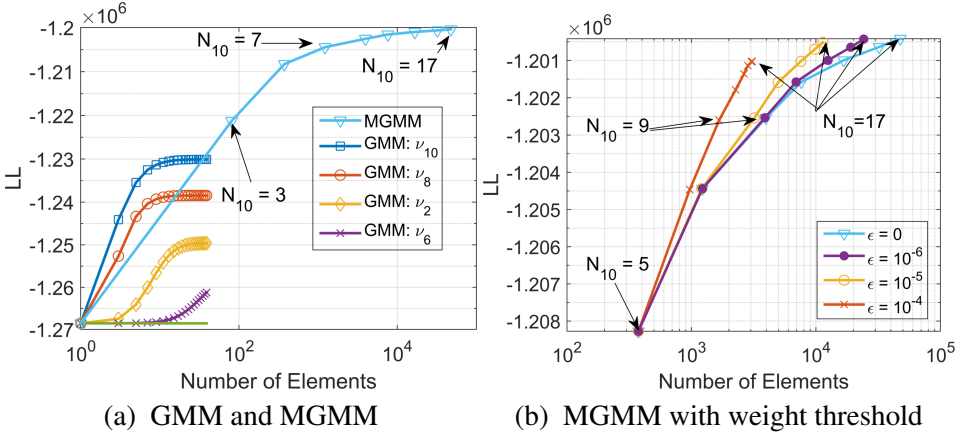 ×10⁶
-1.2
-1.21
-1.22
-1.23
-1.24
-1.25
-1.26
-1.27
LL
10⁰
10²
10⁴
Number of Elements
N₁₀ = 7
N₁₀ = 17
N₁₀ = 3
MGMM
GMM: ν₁₀
GMM: ν₈
GMM: ν₂
GMM: ν₆
(a) GMM and MGMM
×10⁶
-1.201
-1.202
-1.203
-1.204
-1.205
-1.206
-1.207
-1.208
LL
10²
10³
10⁴
10⁵
Number of Elements
N₁₀ = 9
N₁₀=17
N₁₀ = 5
ϵ = 0
ϵ = 10⁻⁶
ϵ = 10⁻⁵
ϵ = 10⁻⁴
(b) MGMM with weight threshold